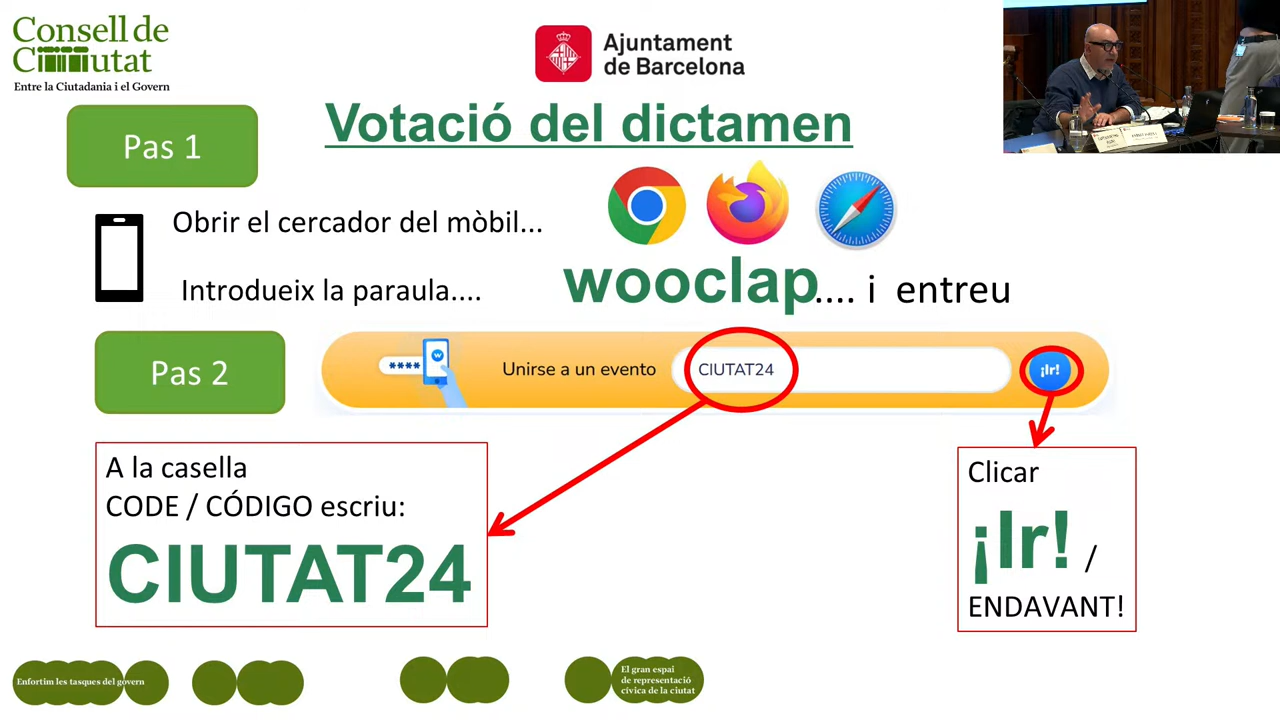 Consell de
Ciutat
Entre la Ciutadania i el Govern
Ajuntament
de Barcelona
Votació del dictamen
Pas 1
Obrir el cercador del mòbil...
Introdueix la paraula....
wooclap.... i entreu
Pas 2
****
W
Unirse a un evento
CIUTAT24
¡Ir!
A la casella
CODE / CÓDIGO escriu:
CIUTAT24
Clicar
¡Ir! /
ENDAVANT!
Enfortim les tasques del govern
El gran espai
de representació
cívica de la ciutat